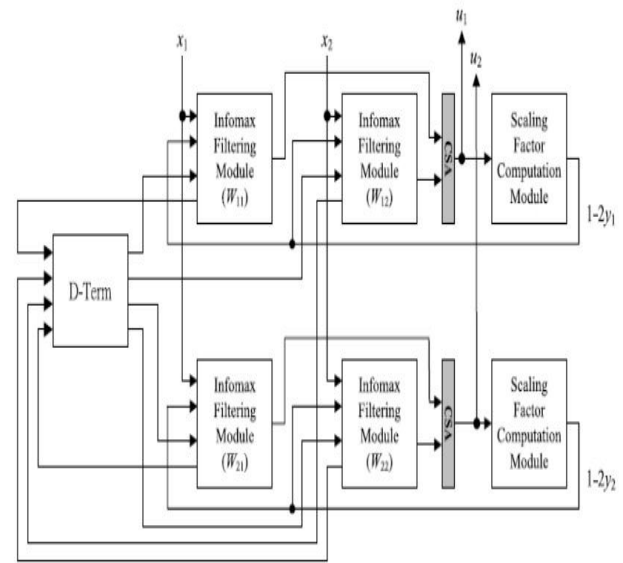 u1
u2
x1
x2
Infomax
Filtering
Module
(W11)
Infomax
Filtering
Module
(W12)
CSA
Scaling
Factor
Computation
Module
1-2y1
D-Term
Infomax
Filtering
Module
(W21)
Infomax
Filtering
Module
(W22)
CSA
Scaling
Factor
Computation
Module
1-2y2